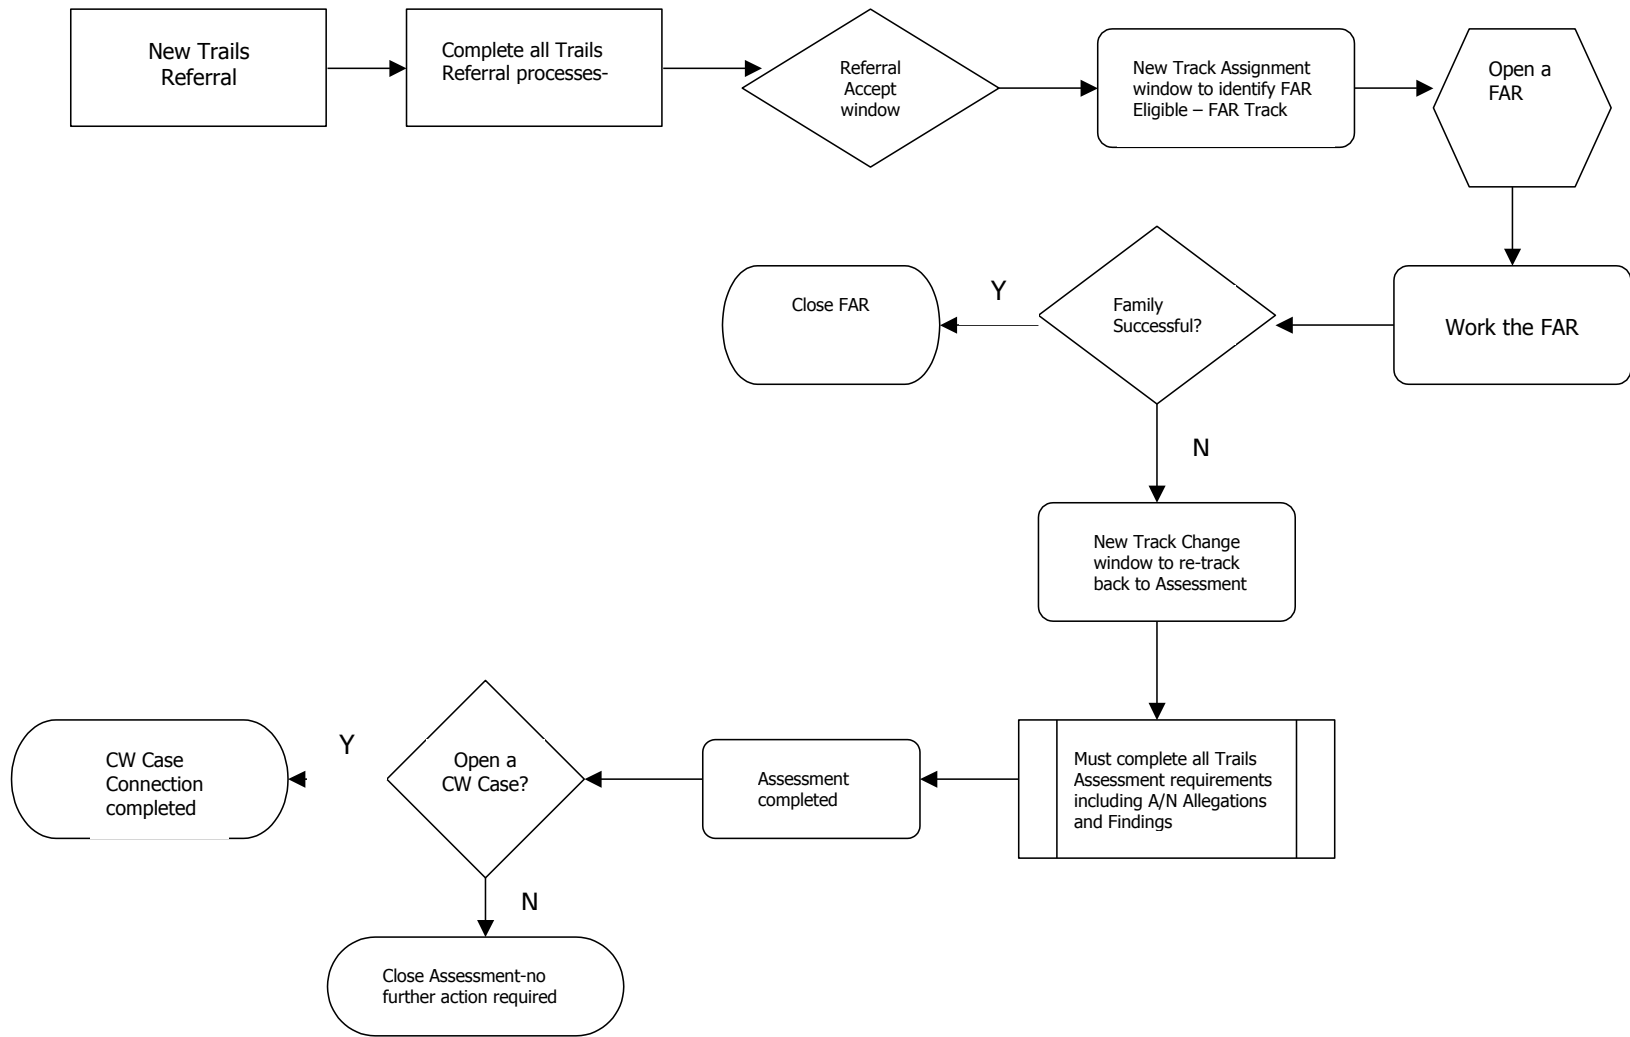 New Trails
Referral
Complete all Trails
Referral processes-
Referral
Accept
window
New Track Assignment
window to identify FAR
Eligible – FAR Track
Open a
FAR
Work the FAR
Family
Successful?
Y
Close FAR
N
New Track Change
window to re-track
back to Assessment
Must complete all Trails
Assessment requirements
including A/N Allegations
and Findings
Assessment
completed
Open a
CW Case?
Y
CW Case
Connection
completed
N
Close Assessment-no
further action required